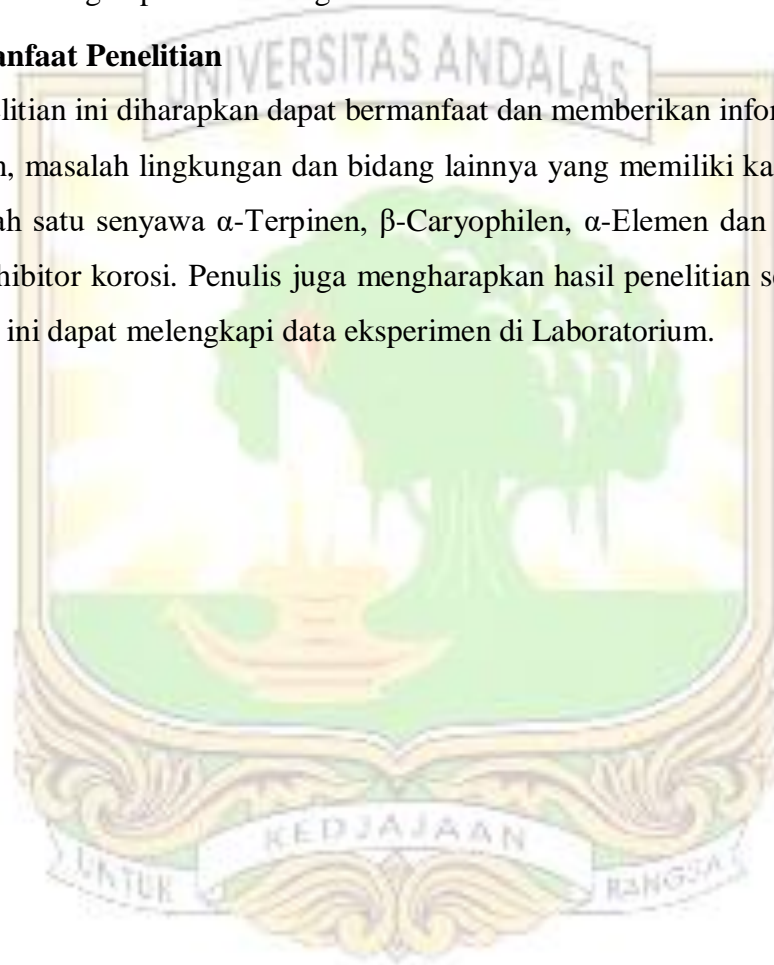 UNIVERSITAS ANDALAS
anfaat Penelitian
elitian ini diharapkan dapat bermanfaat dan memberikan infor
n, masalah lingkungan dan bidang lainnya yang memiliki ka
ah satu senyawa α-Terpinen, β-Caryophilen, α-Elemen dan
hibitor korosi. Penulis juga mengharapkan hasil penelitian s
ini dapat melengkapi data eksperimen di Laboratorium.
KEDJAJAAN
UNTUK
BANGSA